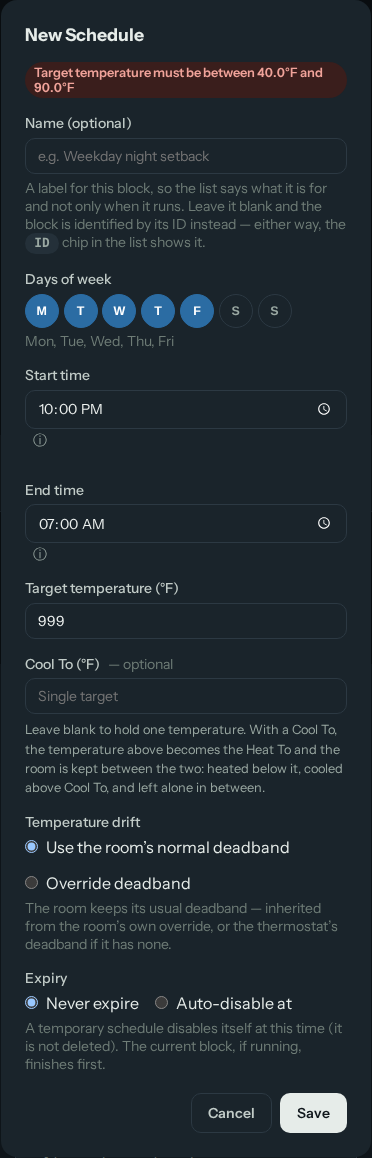 New Schedule
Target temperature must be between 40.0°F and
90.0°F
Name (optional)
e.g. Weekday night setback
A label for this block, so the list says what it is for
and not only when it runs. Leave it blank and the
block is identified by its ID instead — either way, the
ID chip in the list shows it.
Days of week
M T W T F S S
Mon, Tue, Wed, Thu, Fri
Start time
10:00 PM
ⓘ
End time
07:00 AM
ⓘ
Target temperature (°F)
999
Cool To (°F) — optional
Single target
Leave blank to hold one temperature. With a Cool To,
the temperature above becomes the Heat To and the
room is kept between the two: heated below it, cooled
above Cool To, and left alone in between.
Temperature drift
Use the room's normal deadband
Override deadband
The room keeps its usual deadband — inherited
from the room's own override, or the thermostat's
deadband if it has none.
Expiry
Never expire Auto-disable at
A temporary schedule disables itself at this time (it
is not deleted). The current block, if running,
finishes first.
Cancel Save